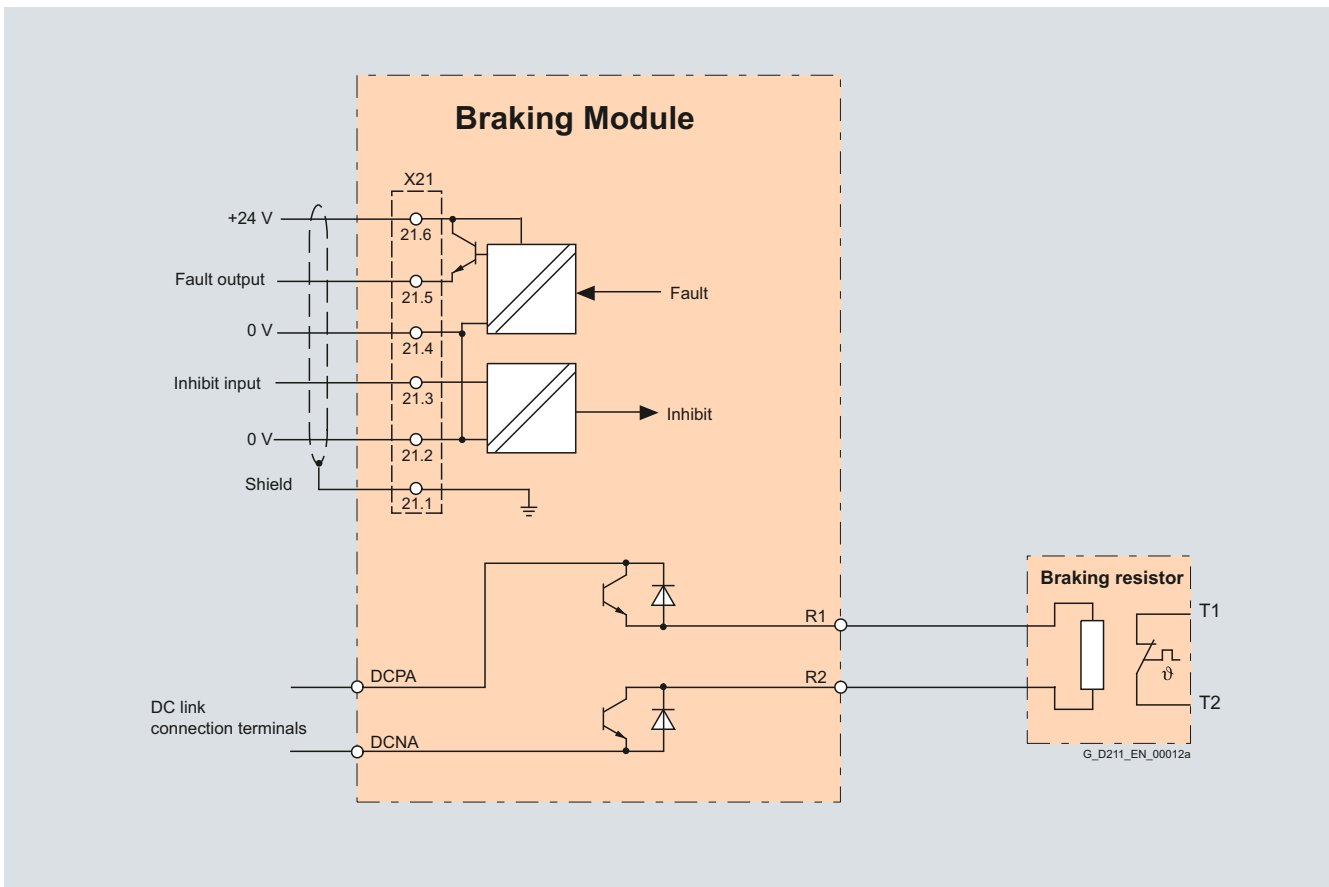 Braking Module
X21
+24 V
21.6
Fault output
21.5
Fault
0 V
21.4
Inhibit input
21.3
Inhibit
0 V
21.2
Shield
21.1
Braking resistor
R1
T1
DCPA
R2
ϑ
T2
DC link
connection terminals
DCNA
G_D211_EN_00012a